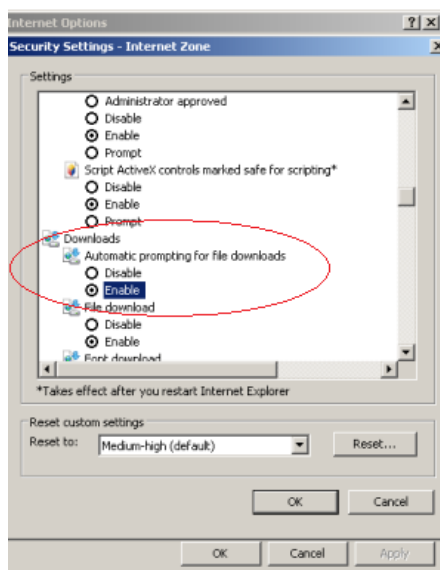 Internet Options
Security Settings - Internet Zone
Settings
Administrator approved
Disable
Enable
Prompt
Script ActiveX controls marked safe for scripting*
Disable
Enable
Prompt
Downloads
Automatic prompting for file downloads
Disable
Enable
File download
Disable
Enable
Font download
*Takes effect after you restart Internet Explorer
Reset custom settings
Reset to: Medium-high (default) Reset...
OK Cancel
OK Cancel Apply